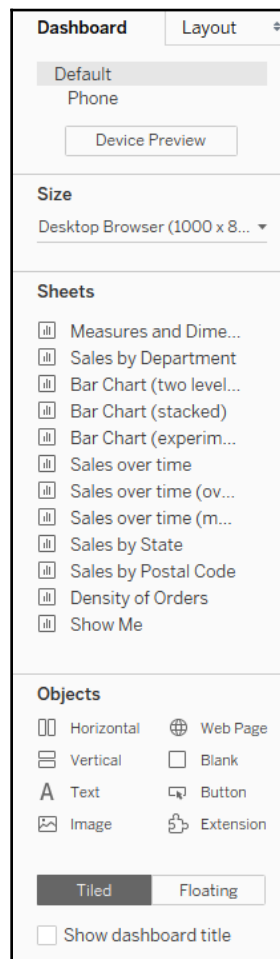 Dashboard Layout
Default
Phone
Device Preview
Size
Desktop Browser (1000 x 8...
Sheets
Measures and Dime...
Sales by Department
Bar Chart (two level...
Bar Chart (stacked)
Bar Chart (experim...
Sales over time
Sales over time (ov...
Sales over time (m...
Sales by State
Sales by Postal Code
Density of Orders
Show Me
Objects
Horizontal Web Page
Vertical Blank
Text Button
Image Extension
Tiled Floating
Show dashboard title